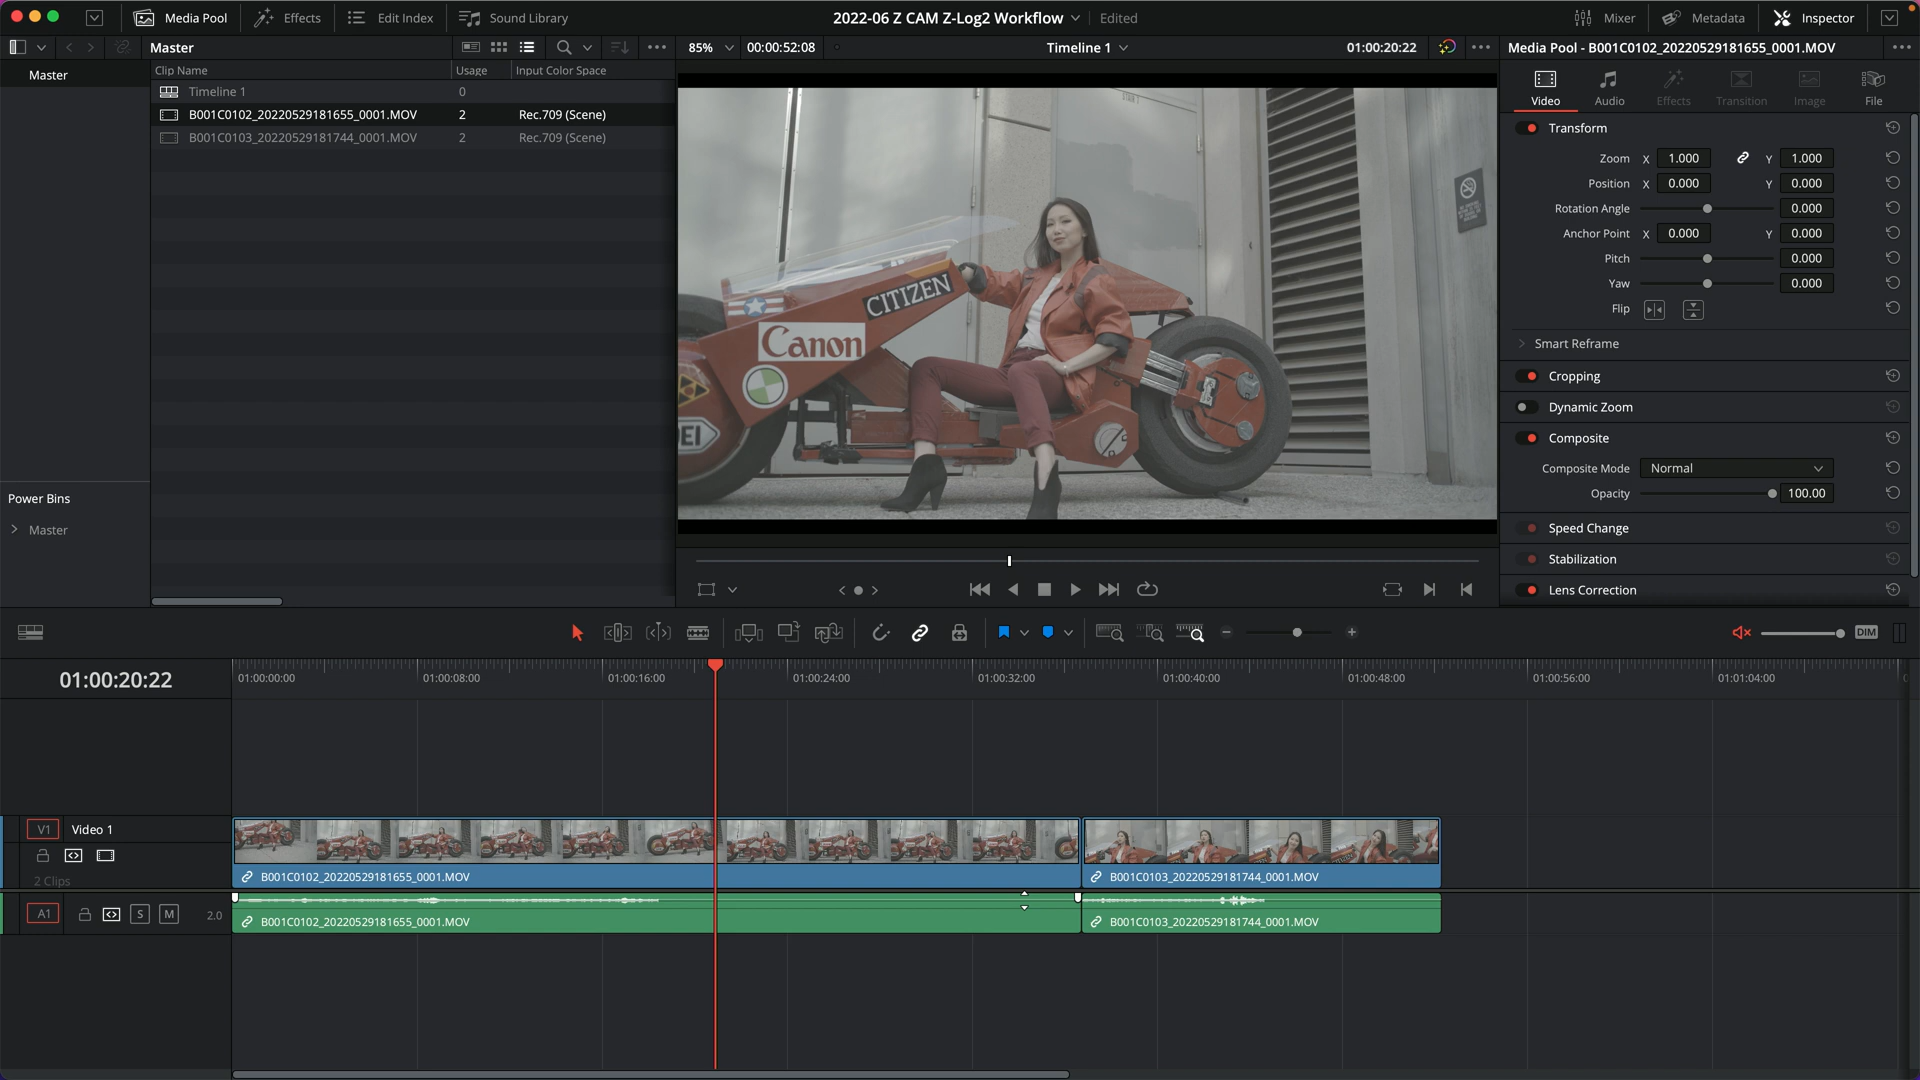 Media Pool
Effects
Edit Index
Sound Library
2022-06 Z CAM Z-Log2 Workflow
Edited
Mixer
Metadata
Inspector
Master
85%
00:00:52:08
Timeline 1
01:00:20:22
Media Pool - B001C0102_20220529181655_0001.MOV
Master
Clip Name
Usage
Input Color Space
Timeline 1
0
B001C0102_20220529181655_0001.MOV
2
Rec.709 (Scene)
B001C0103_20220529181744_0001.MOV
2
Rec.709 (Scene)
Power Bins
Master
CITIZEN
Canon
Video
Audio
Effects
Transition
Image
File
Transform
Zoom X 1.000 Y 1.000
Position X 0.000 Y 0.000
Rotation Angle 0.000
Anchor Point X 0.000 Y 0.000
Pitch 0.000
Yaw 0.000
Flip
Smart Reframe
Cropping
Dynamic Zoom
Composite
Composite Mode Normal
Opacity 100.00
Speed Change
Stabilization
Lens Correction
DIM
01:00:20:22
01:00:00:00
01:00:08:00
01:00:16:00
01:00:24:00
01:00:32:00
01:00:40:00
01:00:48:00
01:00:56:00
01:01:04:00
V1
Video 1
2 Clips
B001C0102_20220529181655_0001.MOV
B001C0103_20220529181744_0001.MOV
A1
S
M
2.0
B001C0102_20220529181655_0001.MOV
B001C0103_20220529181744_0001.MOV